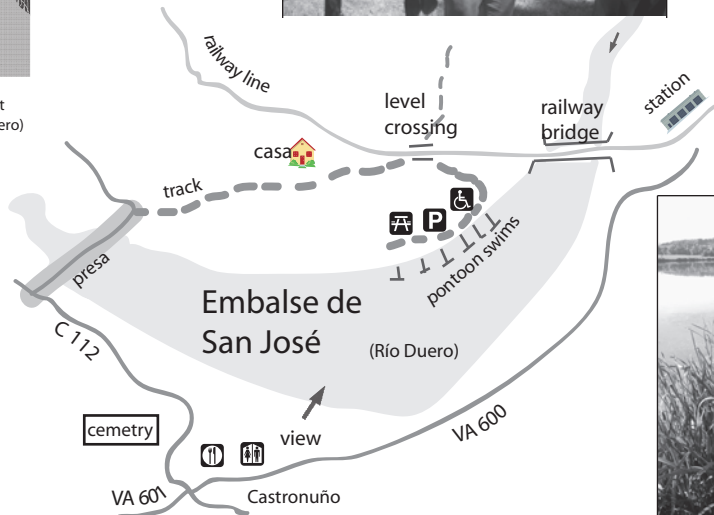 t
ero)
railway line
level
crossing
railway
bridge
station
casa
track
P
presa
pontoon swims
Embalse de
San José
(Río Duero)
C 112
cemetry
view
VA 600
VA 601
Castronuño